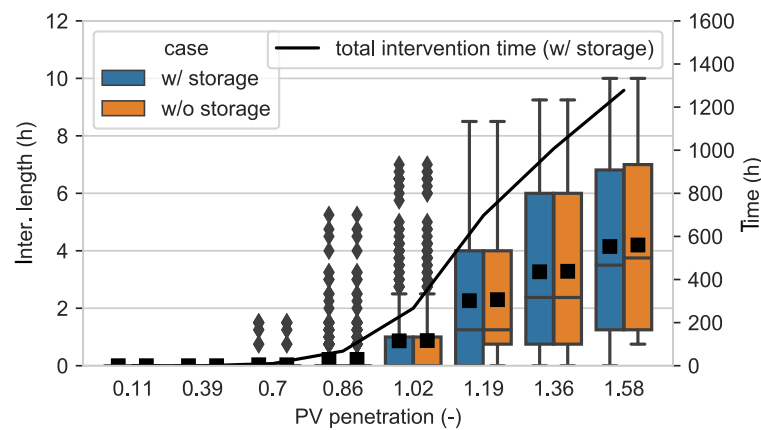 case
w/ storage
w/o storage
total intervention time (w/ storage)
Inter. length (h)
12
10
8
6
4
2
0
Time (h)
1600
1400
1200
1000
800
600
400
200
0
0.11 0.39 0.7 0.86 1.02 1.19 1.36 1.58
PV penetration (-)